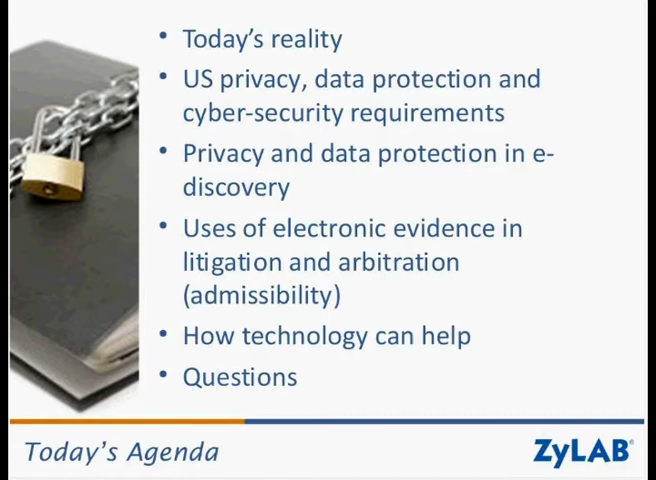 • Today's reality
• US privacy, data protection and
cyber-security requirements
• Privacy and data protection in e-
discovery
• Uses of electronic evidence in
litigation and arbitration
(admissibility)
• How technology can help
• Questions
Today's Agenda
ZyLAB®